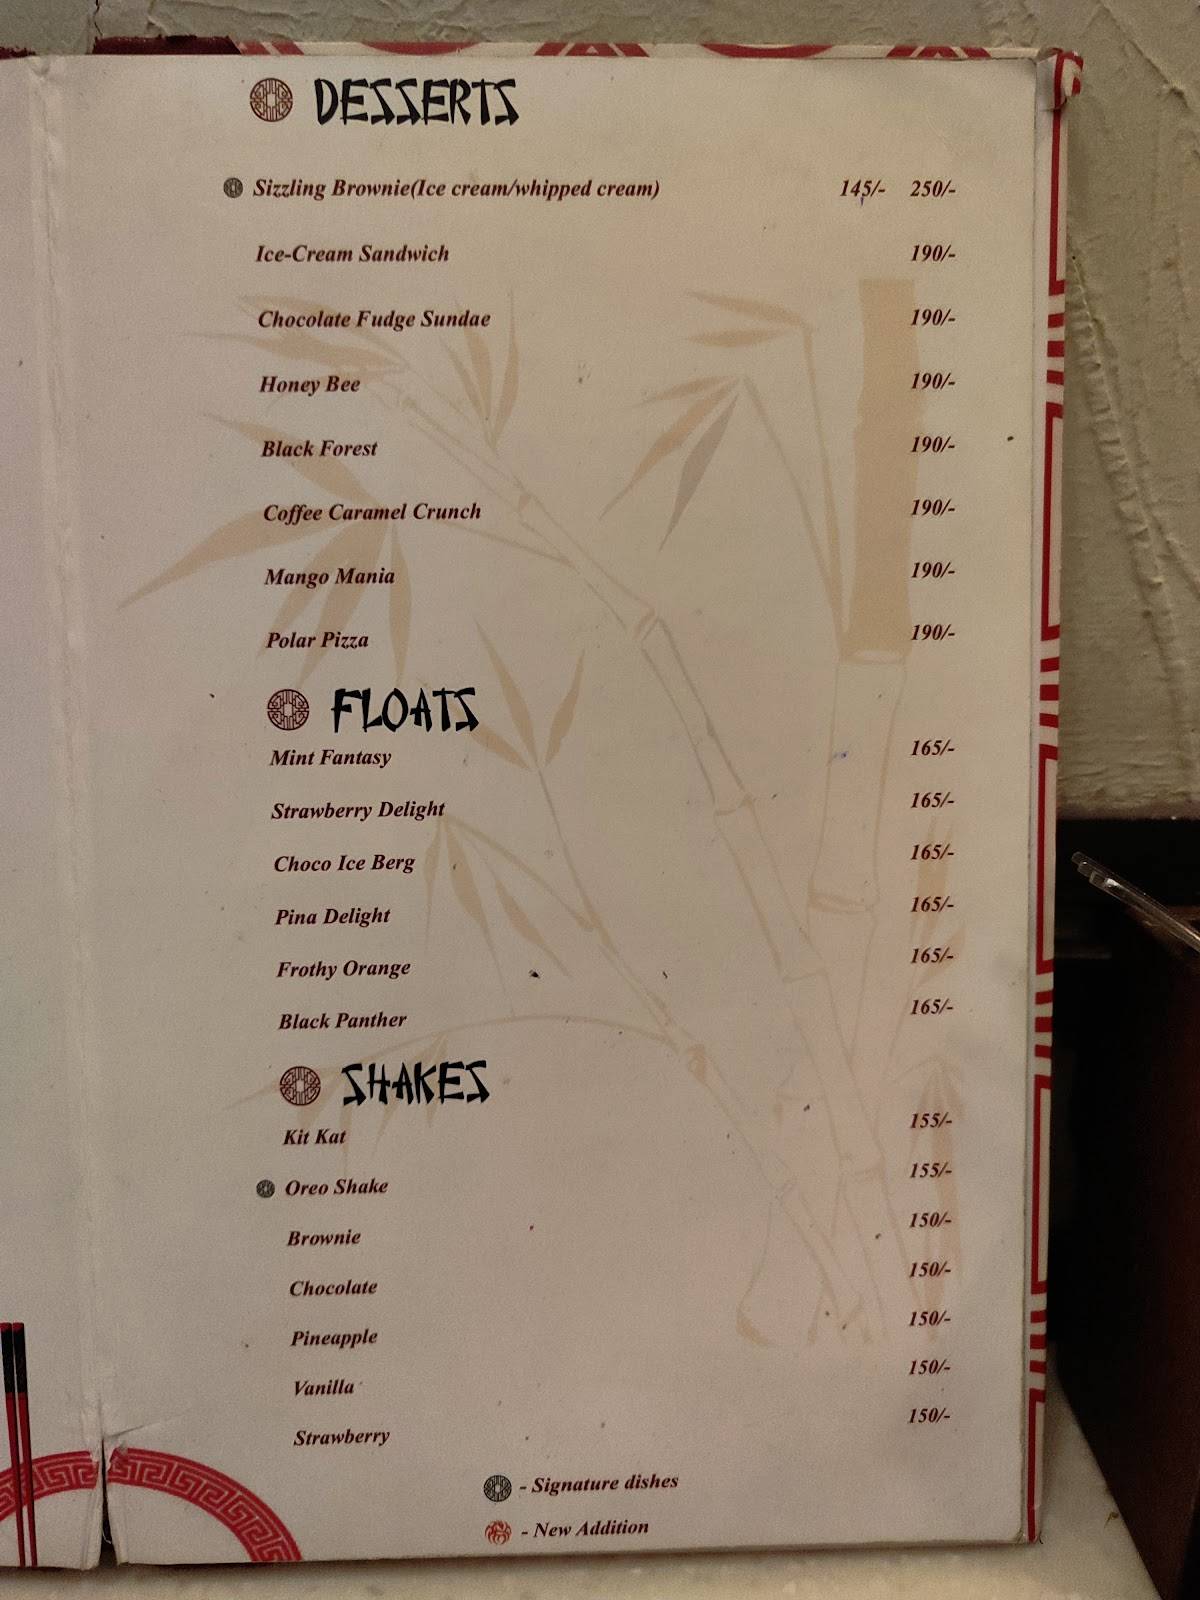 DESSERTS
Sizzling Brownie(Ice cream/whipped cream) 145/- 250/-
Ice-Cream Sandwich 190/-
Chocolate Fudge Sundae 190/-
Honey Bee 190/-
Black Forest 190/-
Coffee Caramel Crunch 190/-
Mango Mania 190/-
Polar Pizza 190/-
FLOATS
Mint Fantasy 165/-
Strawberry Delight 165/-
Choco Ice Berg 165/-
Pina Delight 165/-
Frothy Orange 165/-
Black Panther 165/-
SHAKES
Kit Kat 155/-
Oreo Shake 155/-
Brownie 150/-
Chocolate 150/-
Pineapple 150/-
Vanilla 150/-
Strawberry 150/-
- Signature dishes
- New Addition